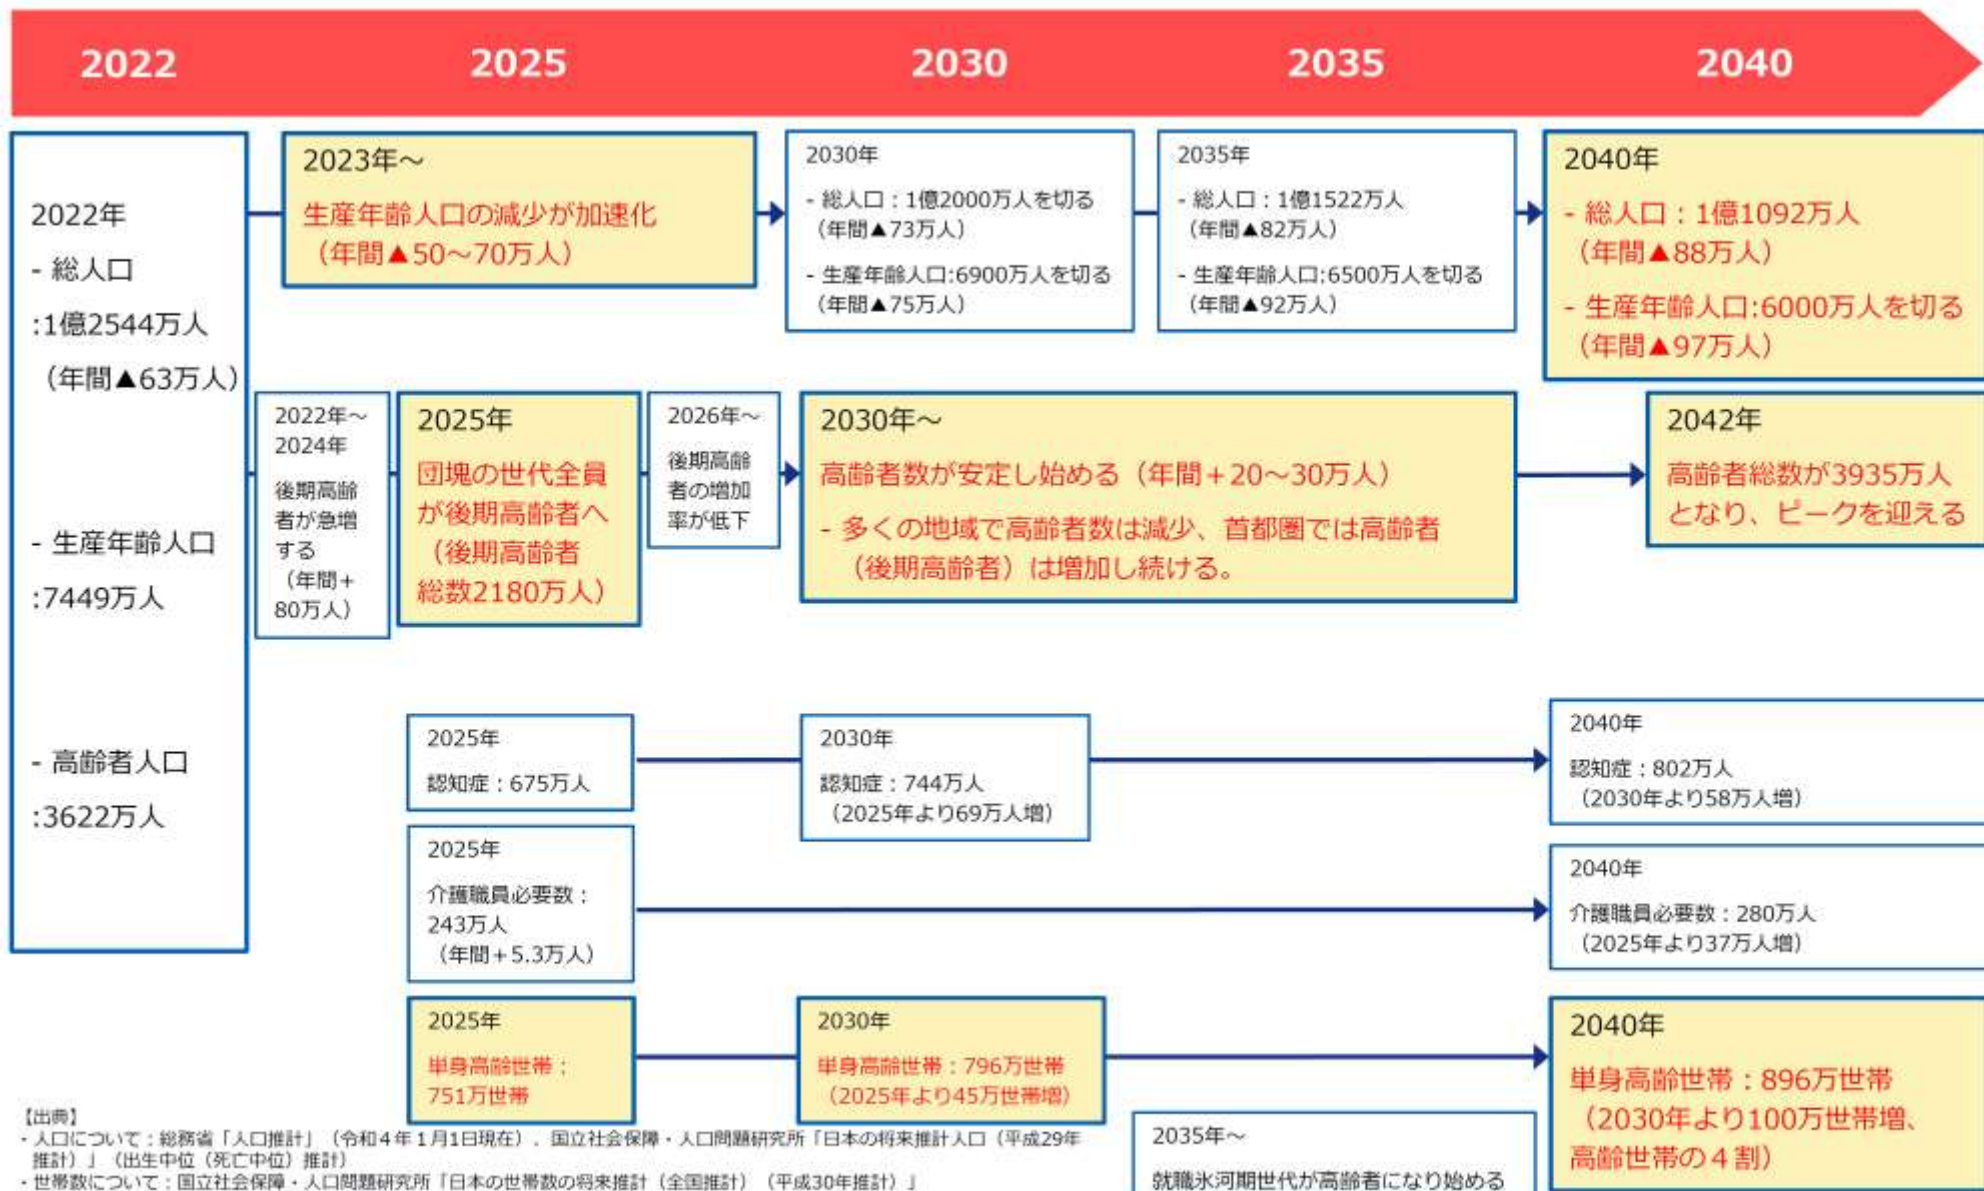 2022
2025
2030
2035
2040
2022年
- 総人口
:1億2544万人
（年間▲63万人）
- 生産年齢人口
:7449万人
- 高齢者人口
:3622万人
2023年～
生産年齢人口の減少が加速化
（年間▲50～70万人）
2030年
- 総人口：1億2000万人を切る
（年間▲73万人）
- 生産年齢人口:6900万人を切る
（年間▲75万人）
2035年
- 総人口：1億1522万人
（年間▲82万人）
- 生産年齢人口:6500万人を切る
（年間▲92万人）
2040年
- 総人口：1億1092万人
（年間▲88万人）
- 生産年齢人口:6000万人を切る
（年間▲97万人）
2022年～
2024年
後期高齢
者が急増
する
（年間＋
80万人）
2025年
団塊の世代全員
が後期高齢者へ
（後期高齢者
総数2180万人）
2026年～
後期高齢
者の増加
率が低下
2030年～
高齢者数が安定し始める（年間＋20～30万人）
- 多くの地域で高齢者数は減少、首都圏では高齢者
（後期高齢者）は増加し続ける。
2042年
高齢者総数が3935万人
となり、ピークを迎える
2025年
認知症：675万人
2030年
認知症：744万人
（2025年より69万人増）
2040年
認知症：802万人
（2030年より58万人増）
2025年
介護職員必要数：
243万人
（年間＋5.3万人）
2040年
介護職員必要数：280万人
（2025年より37万人増）
2025年
単身高齢世帯：
751万世帯
2030年
単身高齢世帯：796万世帯
（2025年より45万世帯増）
2040年
単身高齢世帯：896万世帯
（2030年より100万世帯増、
高齢世帯の４割）
2035年～
就職氷河期世代が高齢者になり始める
【出典】
・人口について：総務省「人口推計」（令和４年１月1日現在）、国立社会保障・人口問題研究所「日本の将来推計人口（平成29年
推計）」（出生中位（死亡中位）推計）
・世帯数について：国立社会保障・人口問題研究所「日本の世帯数の将来推計（全国推計）（平成30年推計）」